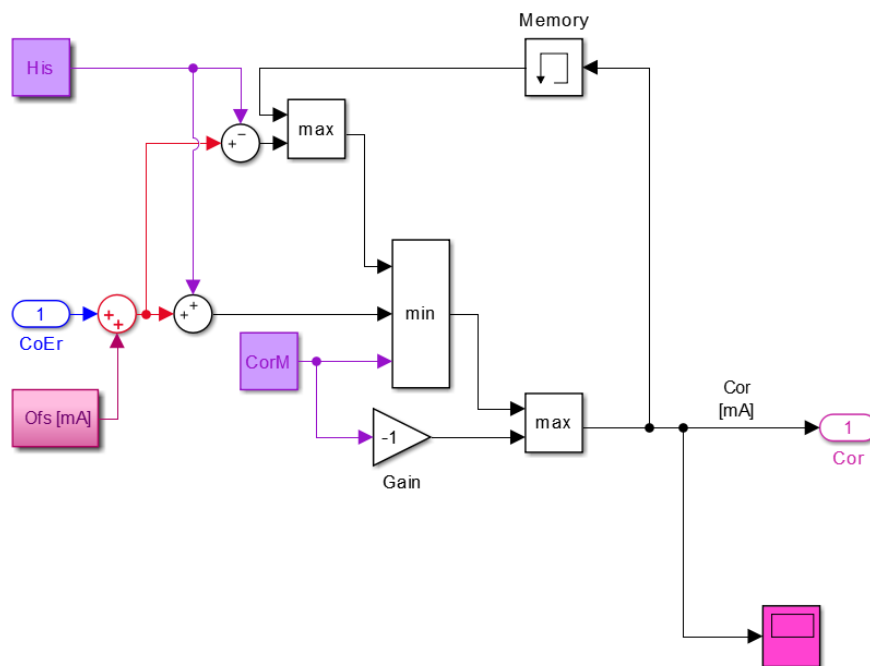 Memory
His
max
+
−
1
CoEr
+
+
+
+
min
CorM
Ofs [mA]
-1
Gain
max
Cor
[mA]
1
Cor